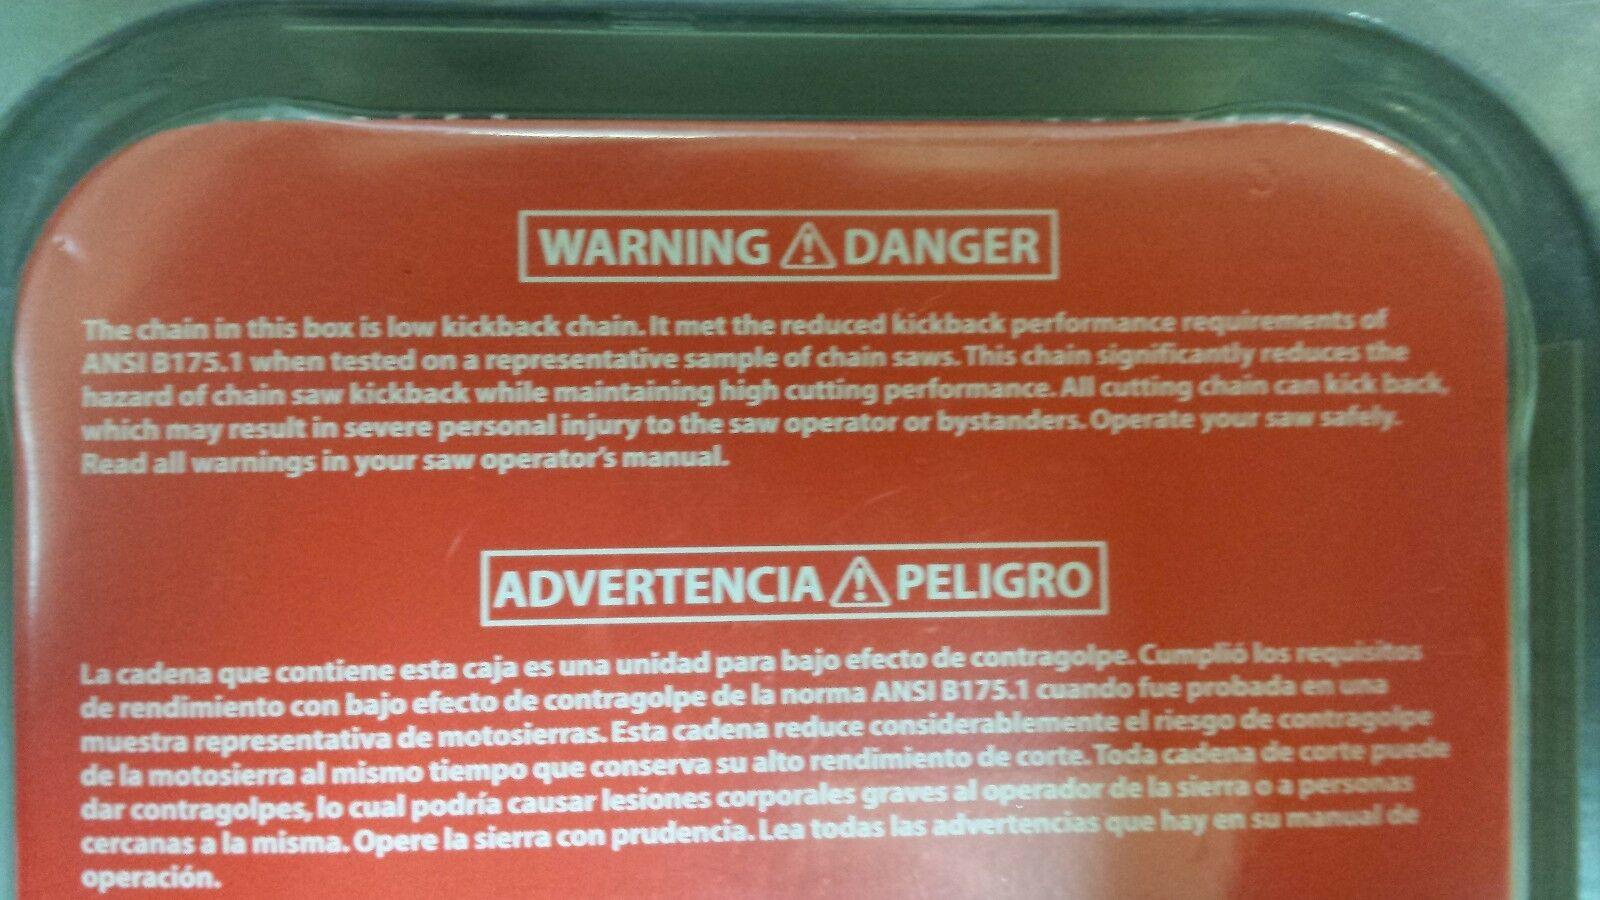 WARNING DANGER
The chain in this box is low kickback chain. It met the reduced kickback performance requirements of
ANSI B175.1 when tested on a representative sample of chain saws. This chain significantly reduces the
hazard of chain saw kickback while maintaining high cutting performance. All cutting chain can kick back,
which may result in severe personal injury to the saw operator or bystanders. Operate your saw safely.
Read all warnings in your saw operator's manual.
ADVERTENCIA PELIGRO
La cadena que contiene esta caja es una unidad para bajo efecto de contragolpe. Cumplió los requisitos
de rendimiento con bajo efecto de contragolpe de la norma ANSI B175.1 cuando fue probada en una
muestra representativa de motosierras. Esta cadena reduce considerablemente el riesgo de contragolpe
de la motosierra al mismo tiempo que conserva su alto rendimiento de corte. Toda cadena de corte puede
dar contragolpes, lo cual podría causar lesiones corporales graves al operador de la sierra o a personas
cercanas a la misma. Opere la sierra con prudencia. Lea todas las advertencias que hay en su manual de
operación.